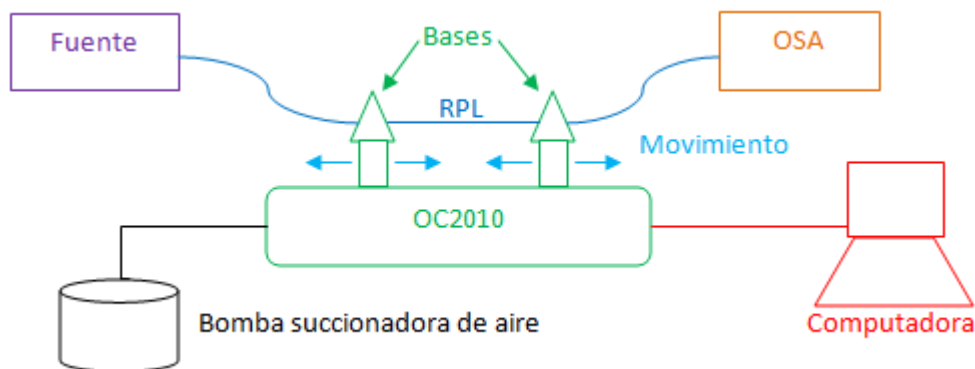 Fuente
Bases
OSA
RPL
Movimiento
OC2010
Bomba succionadora de aire
Computadora